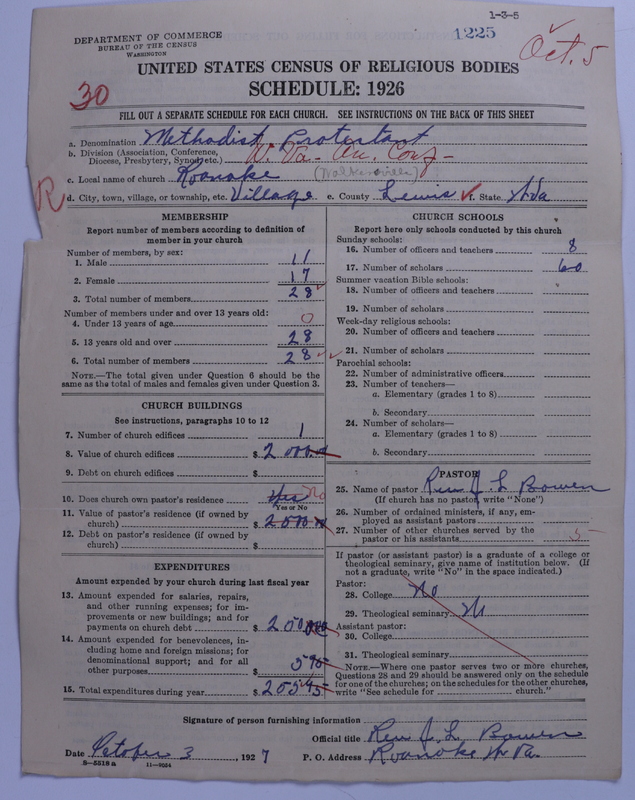 1-3-5
DEPARTMENT OF COMMERCE
BUREAU OF THE CENSUS
WASHINGTON
1225
Oct. 5
UNITED STATES CENSUS OF RELIGIOUS BODIES
SCHEDULE: 1926
30
FILL OUT A SEPARATE SCHEDULE FOR EACH CHURCH. SEE INSTRUCTIONS ON THE BACK OF THIS SHEET
a. Denomination Methodist Protestant
b. Division (Association, Conference, Diocese, Presbytery, Synod, etc.) W. Va. An. Conf-
c. Local name of church Roanoke (Walkersville)
R
d. City, town, village, or township, etc. Village e. County Lewis f. State W Va
MEMBERSHIP
Report number of members according to definition of
member in your church
Number of members, by sex:
1. Male 11
2. Female 17
3. Total number of members 28
Number of members under and over 13 years old:
4. Under 13 years of age 0
5. 13 years old and over 28
6. Total number of members 28
NOTE.—The total given under Question 6 should be
same as the total of males and females given under Question 3.
CHURCH BUILDINGS
See instructions, paragraphs 10 to 12
7. Number of church edifices 1
8. Value of church edifices $ 2 000.
9. Debt on church edifices $
10. Does church own pastor's residence Yes No
Yes or No
11. Value of pastor's residence (if owned by
church) $ 2500
12. Debt on pastor's residence (if owned by
church) $
EXPENDITURES
Amount expended by your church during last fiscal year
13. Amount expended for salaries, repairs,
and other running expenses; for im-
provements or new buildings; and for
payments on church debt $ 200
14. Amount expended for benevolences, in-
cluding home and foreign missions; for
denominational support; and for all
other purposes $ 5 95
15. Total expenditures during year $ 205.95
CHURCH SCHOOLS
Report here only schools conducted by this church
Sunday schools:
16. Number of officers and teachers 8
17. Number of scholars 60
Summer vacation Bible schools:
18. Number of officers and teachers
19. Number of scholars
Week-day religious schools:
20. Number of officers and teachers
21. Number of scholars
Parochial schools:
22. Number of administrative officers
23. Number of teachers—
a. Elementary (grades 1 to 8)
b. Secondary
24. Number of scholars—
a. Elementary (grades 1 to 8)
b. Secondary
PASTOR
25. Name of pastor Rev J. L Bowen
(If church has no pastor, write "None")
26. Number of ordained ministers, if any, em-
ployed as assistant pastors
27. Number of other churches served by the
pastor or his assistants 5
If pastor (or assistant pastor) is a graduate of a college or
theological seminary, give name of institution below. (If
not a graduate, write "No" in the space indicated.)
Pastor:
28. College No
29. Theological seminary No
Assistant pastor:
30. College
31. Theological seminary
NOTE.—Where one pastor serves two or more churches,
Questions 28 and 29 should be answered only on the schedule
for one of the churches; on the schedules for the other churches,
write "See schedule for church."
Signature of person furnishing information
Official title Rev J. L. Bowen
Date October 3, 1927 P. O. Address Roanoke W Va.
8—5518 a 11—9054